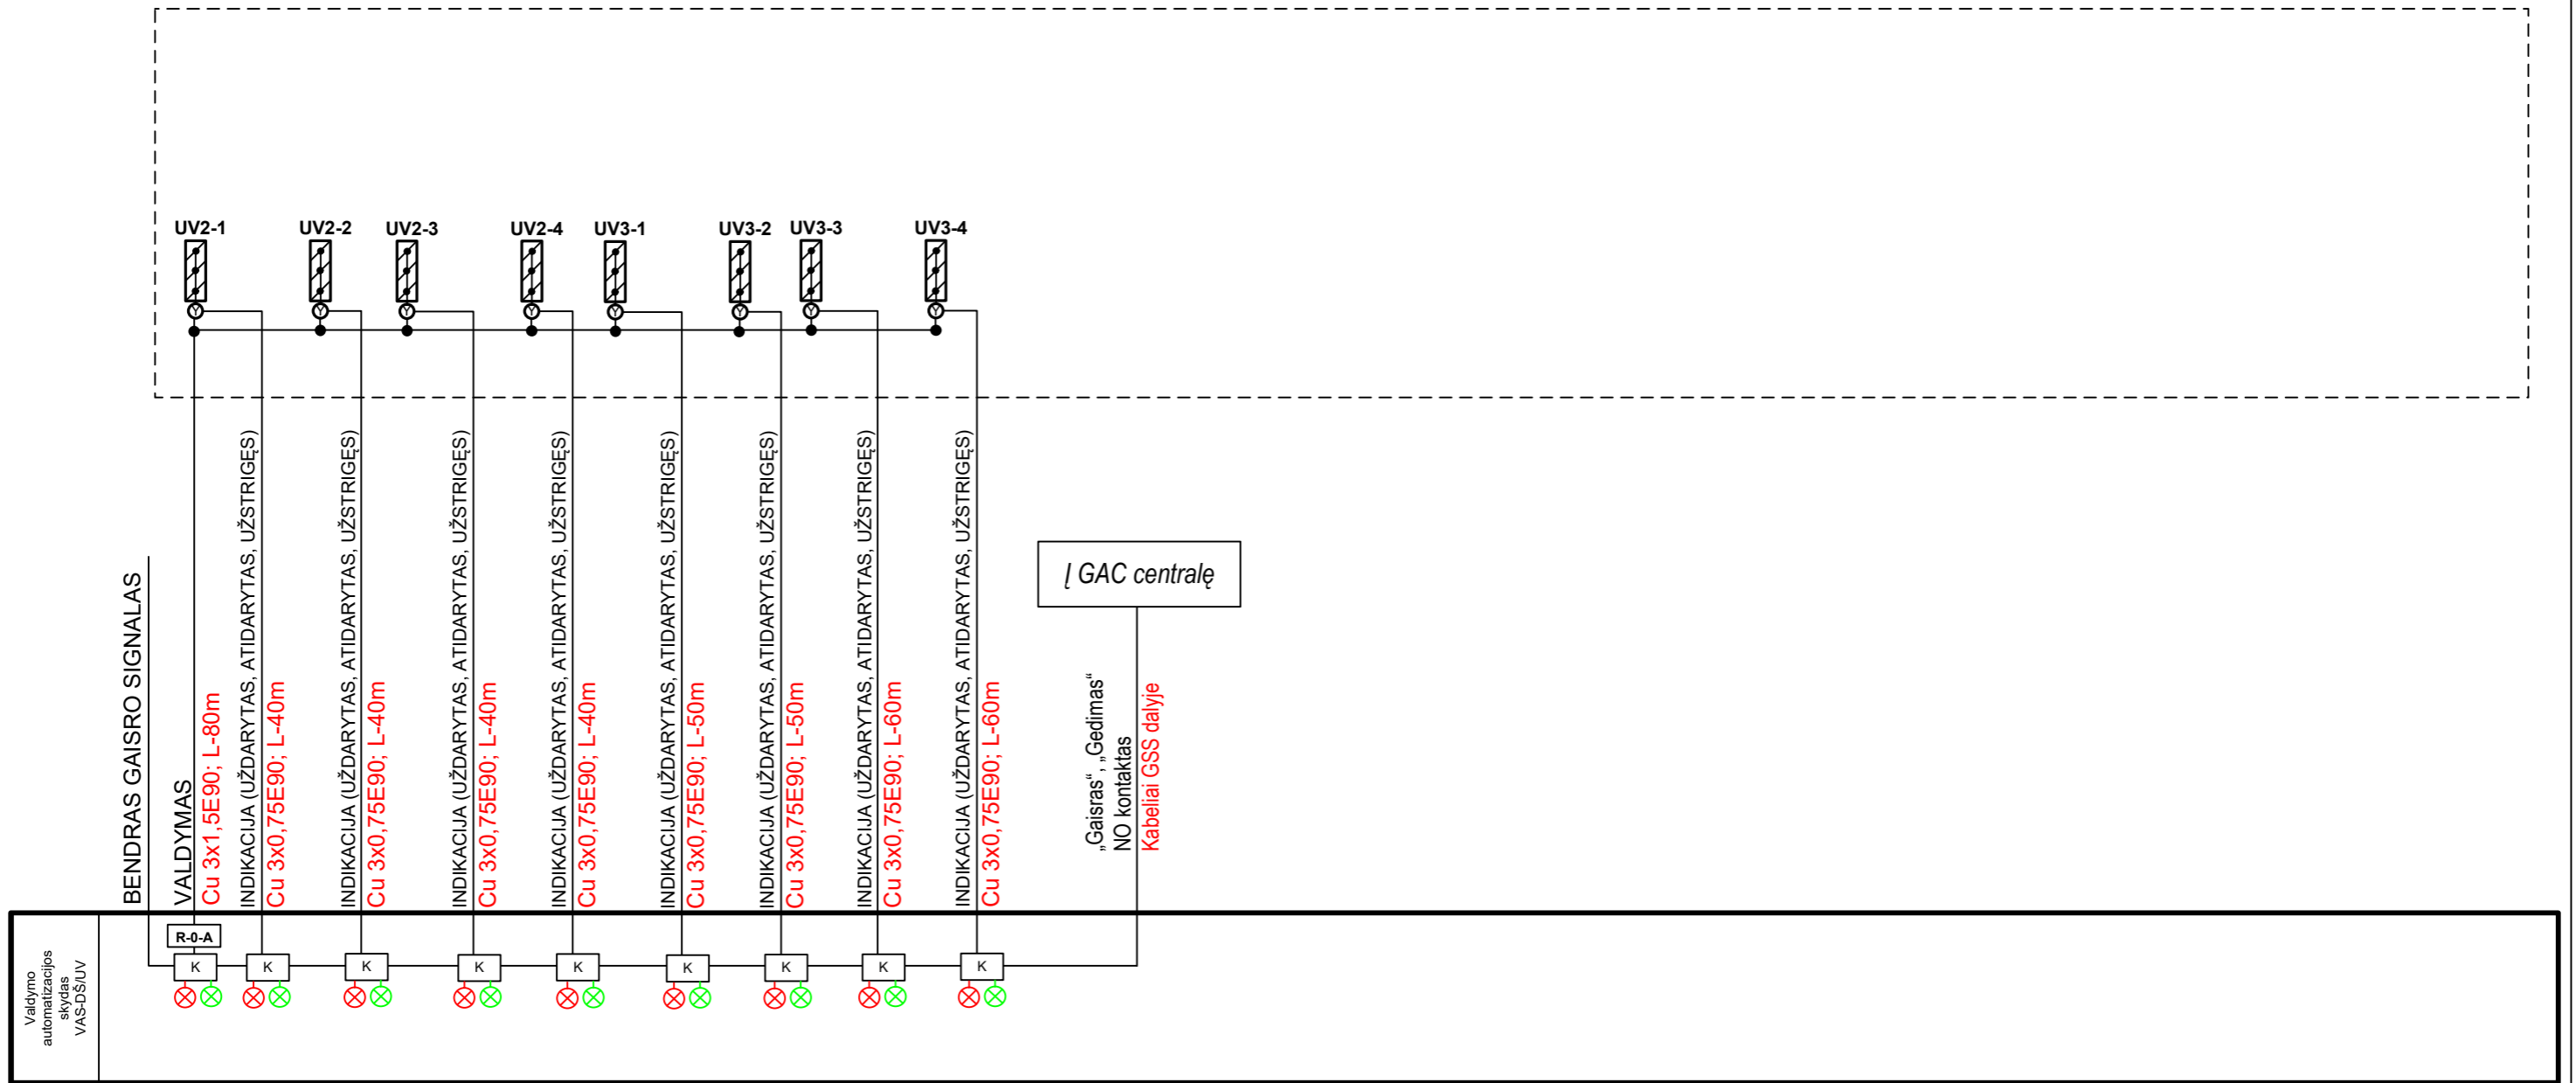 UV2-1
UV2-2
UV2-3
UV2-4
UV3-1
UV3-2
UV3-3
UV3-4
Y
Y
Y
Y
Y
Y
Y
Y
BENDRAS GAISRO SIGNALAS
VALDYMAS
Cu 3x1,5E90; L-80m
INDIKACIJA (UŽDARYTAS, ATIDARYTAS, UŽSTRIGĘS)
Cu 3x0,75E90; L-40m
INDIKACIJA (UŽDARYTAS, ATIDARYTAS, UŽSTRIGĘS)
Cu 3x0,75E90; L-40m
INDIKACIJA (UŽDARYTAS, ATIDARYTAS, UŽSTRIGĘS)
Cu 3x0,75E90; L-40m
INDIKACIJA (UŽDARYTAS, ATIDARYTAS, UŽSTRIGĘS)
Cu 3x0,75E90; L-40m
INDIKACIJA (UŽDARYTAS, ATIDARYTAS, UŽSTRIGĘS)
Cu 3x0,75E90; L-50m
INDIKACIJA (UŽDARYTAS, ATIDARYTAS, UŽSTRIGĘS)
Cu 3x0,75E90; L-50m
INDIKACIJA (UŽDARYTAS, ATIDARYTAS, UŽSTRIGĘS)
Cu 3x0,75E90; L-60m
INDIKACIJA (UŽDARYTAS, ATIDARYTAS, UŽSTRIGĘS)
Cu 3x0,75E90; L-60m
Į GAC centralę
„Gaisras“, „Gedimas“
NO kontaktas
Kabeliai GSS dalyje
Valdymo
automatizacijos
skydas
VAS-DŠ/UV
R-0-A
K
K
K
K
K
K
K
K
K